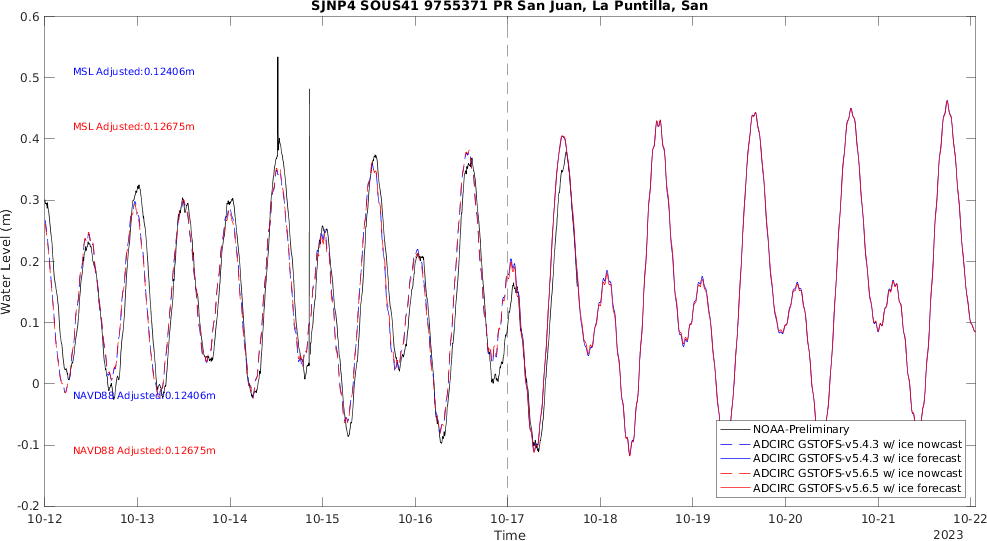 SJNP4 SOUS41 9755371 PR San Juan, La Puntilla, San
0.6
0.5
0.4
0.3
0.2
0.1
0
-0.1
-0.2
Water Level (m)
MSL Adjusted:0.12406m
MSL Adjusted:0.12675m
NAVD88 Adjusted:0.12406m
NAVD88 Adjusted:0.12675m
NOAA-Preliminary
ADCIRC GSTOFS-v5.4.3 w/ ice nowcast
ADCIRC GSTOFS-v5.4.3 w/ ice forecast
ADCIRC GSTOFS-v5.6.5 w/ ice nowcast
ADCIRC GSTOFS-v5.6.5 w/ ice forecast
10-12 10-13 10-14 10-15 10-16 10-17 10-18 10-19 10-20 10-21 10-22
Time
2023